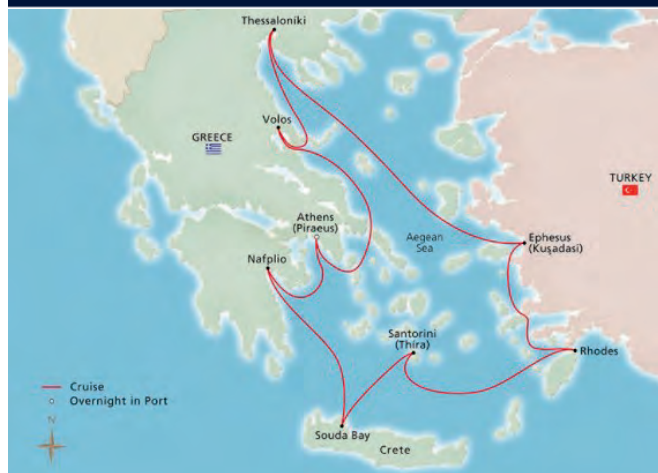 Thessaloniki
Volos
GREECE
TURKEY
Athens
(Piraeus)
Aegean
Sea
Ephesus
(Kuşadası)
Nafplio
Santorini
(Thira)
Rhodes
Cruise
Overnight in Port
N
Souda Bay
Crete